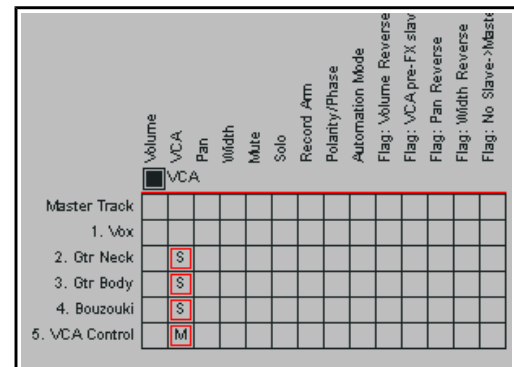 Volume
VCA
Pan
Width
Mute
Solo
Record Arm
Polarity/Phase
Automation Mode
Flag: Volume Reverse
Flag: VCA pre-FX slav
Flag: Pan Reverse
Flag: Width Reverse
Flag: No Slave->Maste
VCA
Master Track
1. Vox
2. Gtr Neck S
3. Gtr Body S
4. Bouzouki S
5. VCA Control M